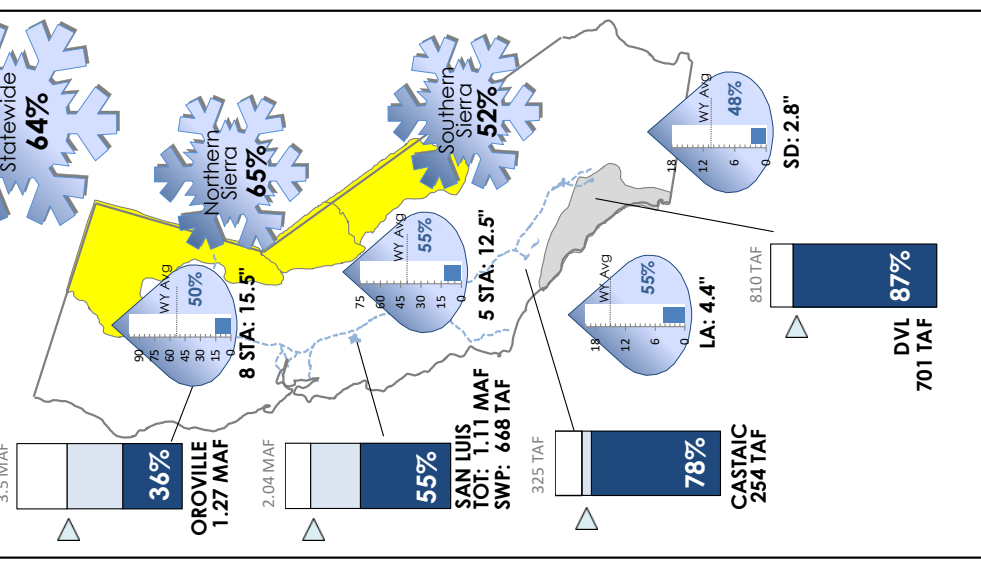 Statewide
64%
Northern
Sierra
65%
Southern
Sierra
52%
90
75
60
45
30
15
0
WY Avg
50%
8 STA: 15.5"
75
60
45
30
15
0
WY Avg
55%
5 STA: 12.5"
18
12
6
0
WY Avg
55%
LA: 4.4"
18
12
6
0
WY Avg
48%
SD: 2.8"
3.5 MAF
36%
OROVILLE
1.27 MAF
2.04 MAF
55%
SAN LUIS
TOT: 1.11 MAF
SWP: 668 TAF
325 TAF
78%
CASTAIC
254 TAF
810 TAF
87%
DVL
701 TAF